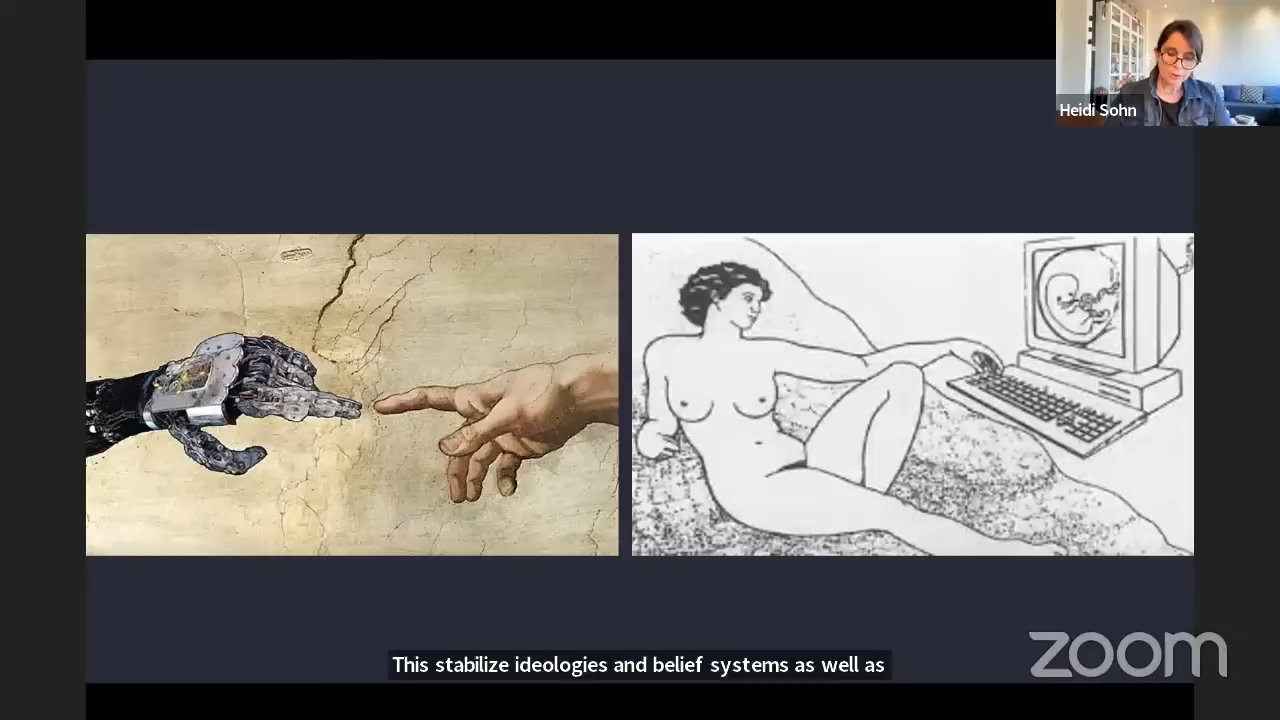 Heidi Sohn
This stabilize ideologies and belief systems as well as
zoom